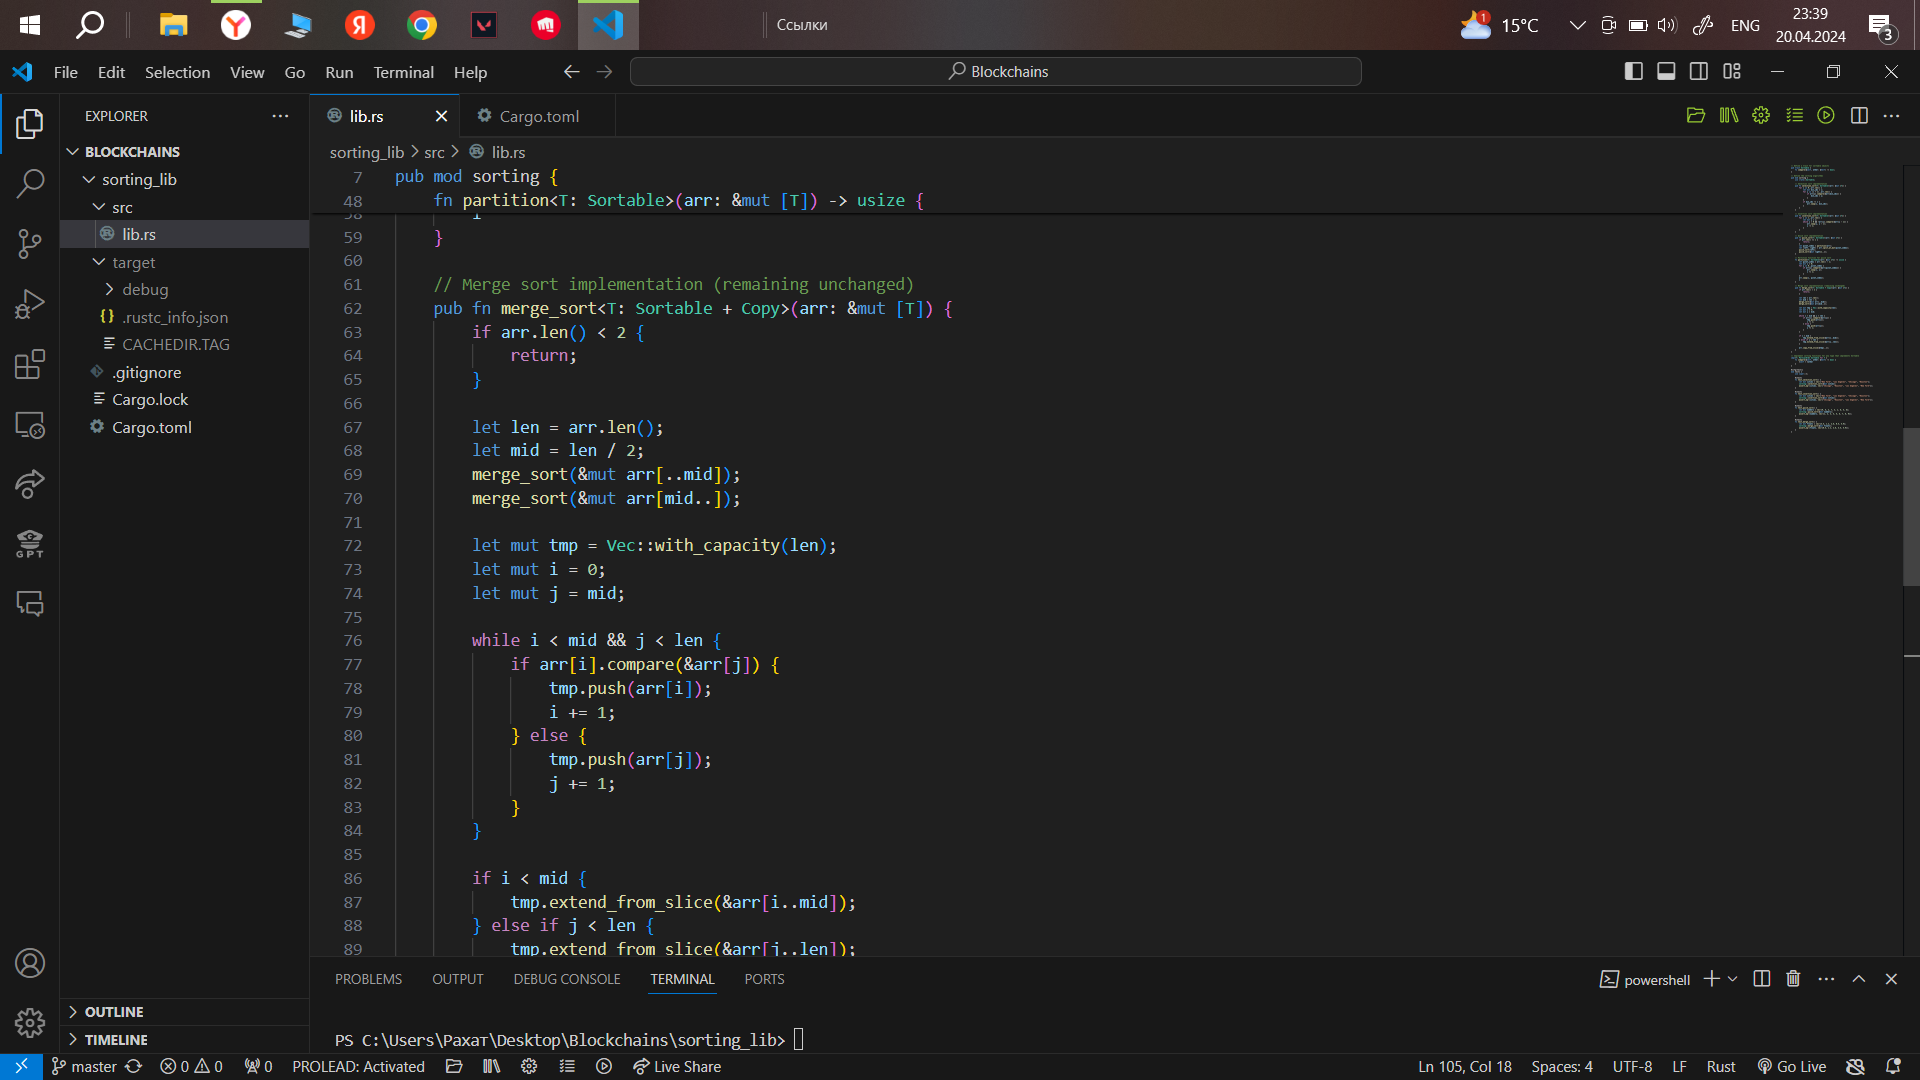 Ссылки
1
15°C
ENG
23:39
20.04.2024
3
File Edit Selection View Go Run Terminal Help
Blockchains
EXPLORER
BLOCKCHAINS
sorting_lib
src
lib.rs
target
debug
.rustc_info.json
CACHEDIR.TAG
.gitignore
Cargo.lock
Cargo.toml
OUTLINE
TIMELINE
GPT
lib.rs
Cargo.toml
sorting_lib > src > lib.rs
7 pub mod sorting {
48 fn partition<T: Sortable>(arr: &mut [T]) -> usize {
58 i
59 }
60
61 // Merge sort implementation (remaining unchanged)
62 pub fn merge_sort<T: Sortable + Copy>(arr: &mut [T]) {
63 if arr.len() < 2 {
64 return;
65 }
66
67 let len = arr.len();
68 let mid = len / 2;
69 merge_sort(&mut arr[..mid]);
70 merge_sort(&mut arr[mid..]);
71
72 let mut tmp = Vec::with_capacity(len);
73 let mut i = 0;
74 let mut j = mid;
75
76 while i < mid && j < len {
77 if arr[i].compare(&arr[j]) {
78 tmp.push(arr[i]);
79 i += 1;
80 } else {
81 tmp.push(arr[j]);
82 j += 1;
83 }
84 }
85
86 if i < mid {
87 tmp.extend_from_slice(&arr[i..mid]);
88 } else if j < len {
89 tmp.extend_from_slice(&arr[j..len]);
PROBLEMS OUTPUT DEBUG CONSOLE TERMINAL PORTS
powershell
PS C:\Users\Рахат\Desktop\Blockchains\sorting_lib>
master 0 0 0 PROLEAD: Activated Live Share
Ln 105, Col 18 Spaces: 4 UTF-8 LF Rust Go Live